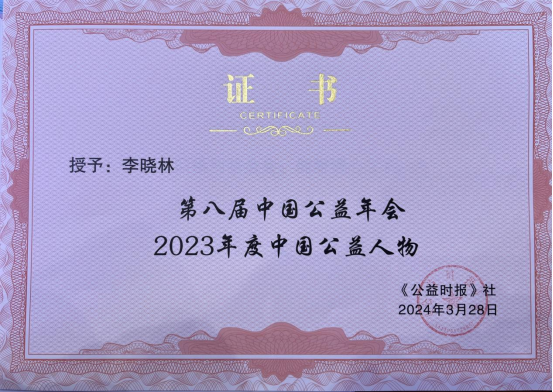 证 书
CERTIFICATE
授予：李晓林
第八届中国公益年会
2023年度中国公益人物
《公益时报》社
2024年3月28日